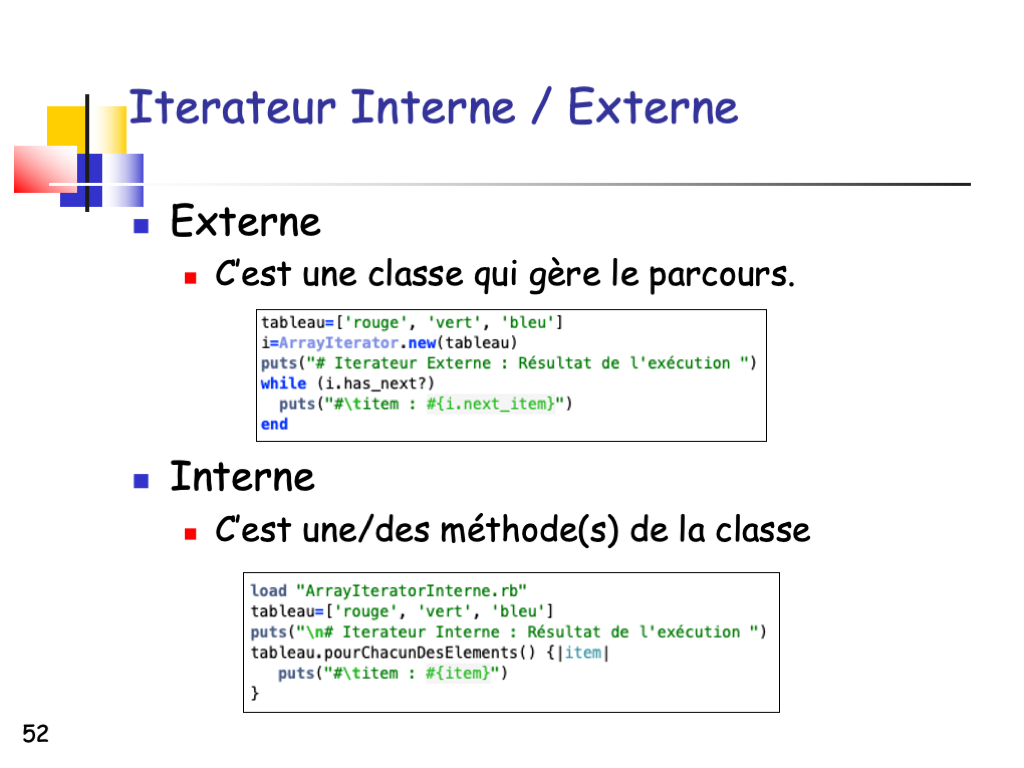 Iterateur Interne / Externe
Externe
C'est une classe qui gère le parcours.
tableau=['rouge', 'vert', 'bleu']
i=ArrayIterator.new(tableau)
puts("# Iterateur Externe : Résultat de l'exécution ")
while (i.has_next?)
  puts("#\titem : #{i.next_item}")
end
Interne
C'est une/des méthode(s) de la classe
load "ArrayIteratorInterne.rb"
tableau=['rouge', 'vert', 'bleu']
puts("\n# Iterateur Interne : Résultat de l'exécution ")
tableau.pourChacunDesElements() {|item|
   puts("#\titem : #{item}")
}
52